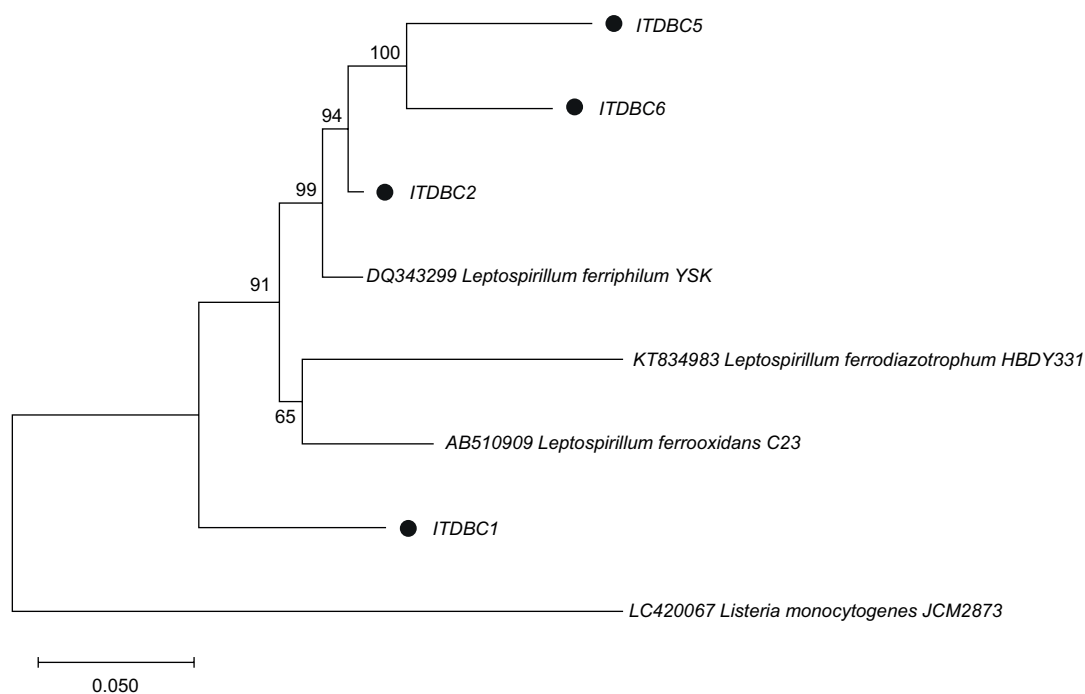 ITDBC5
100
ITDBC6
94
ITDBC2
99
DQ343299 Leptospirillum ferriphilum YSK
91
KT834983 Leptospirillum ferrodiazotrophum HBDY331
65
AB510909 Leptospirillum ferrooxidans C23
ITDBC1
LC420067 Listeria monocytogenes JCM2873
0.050